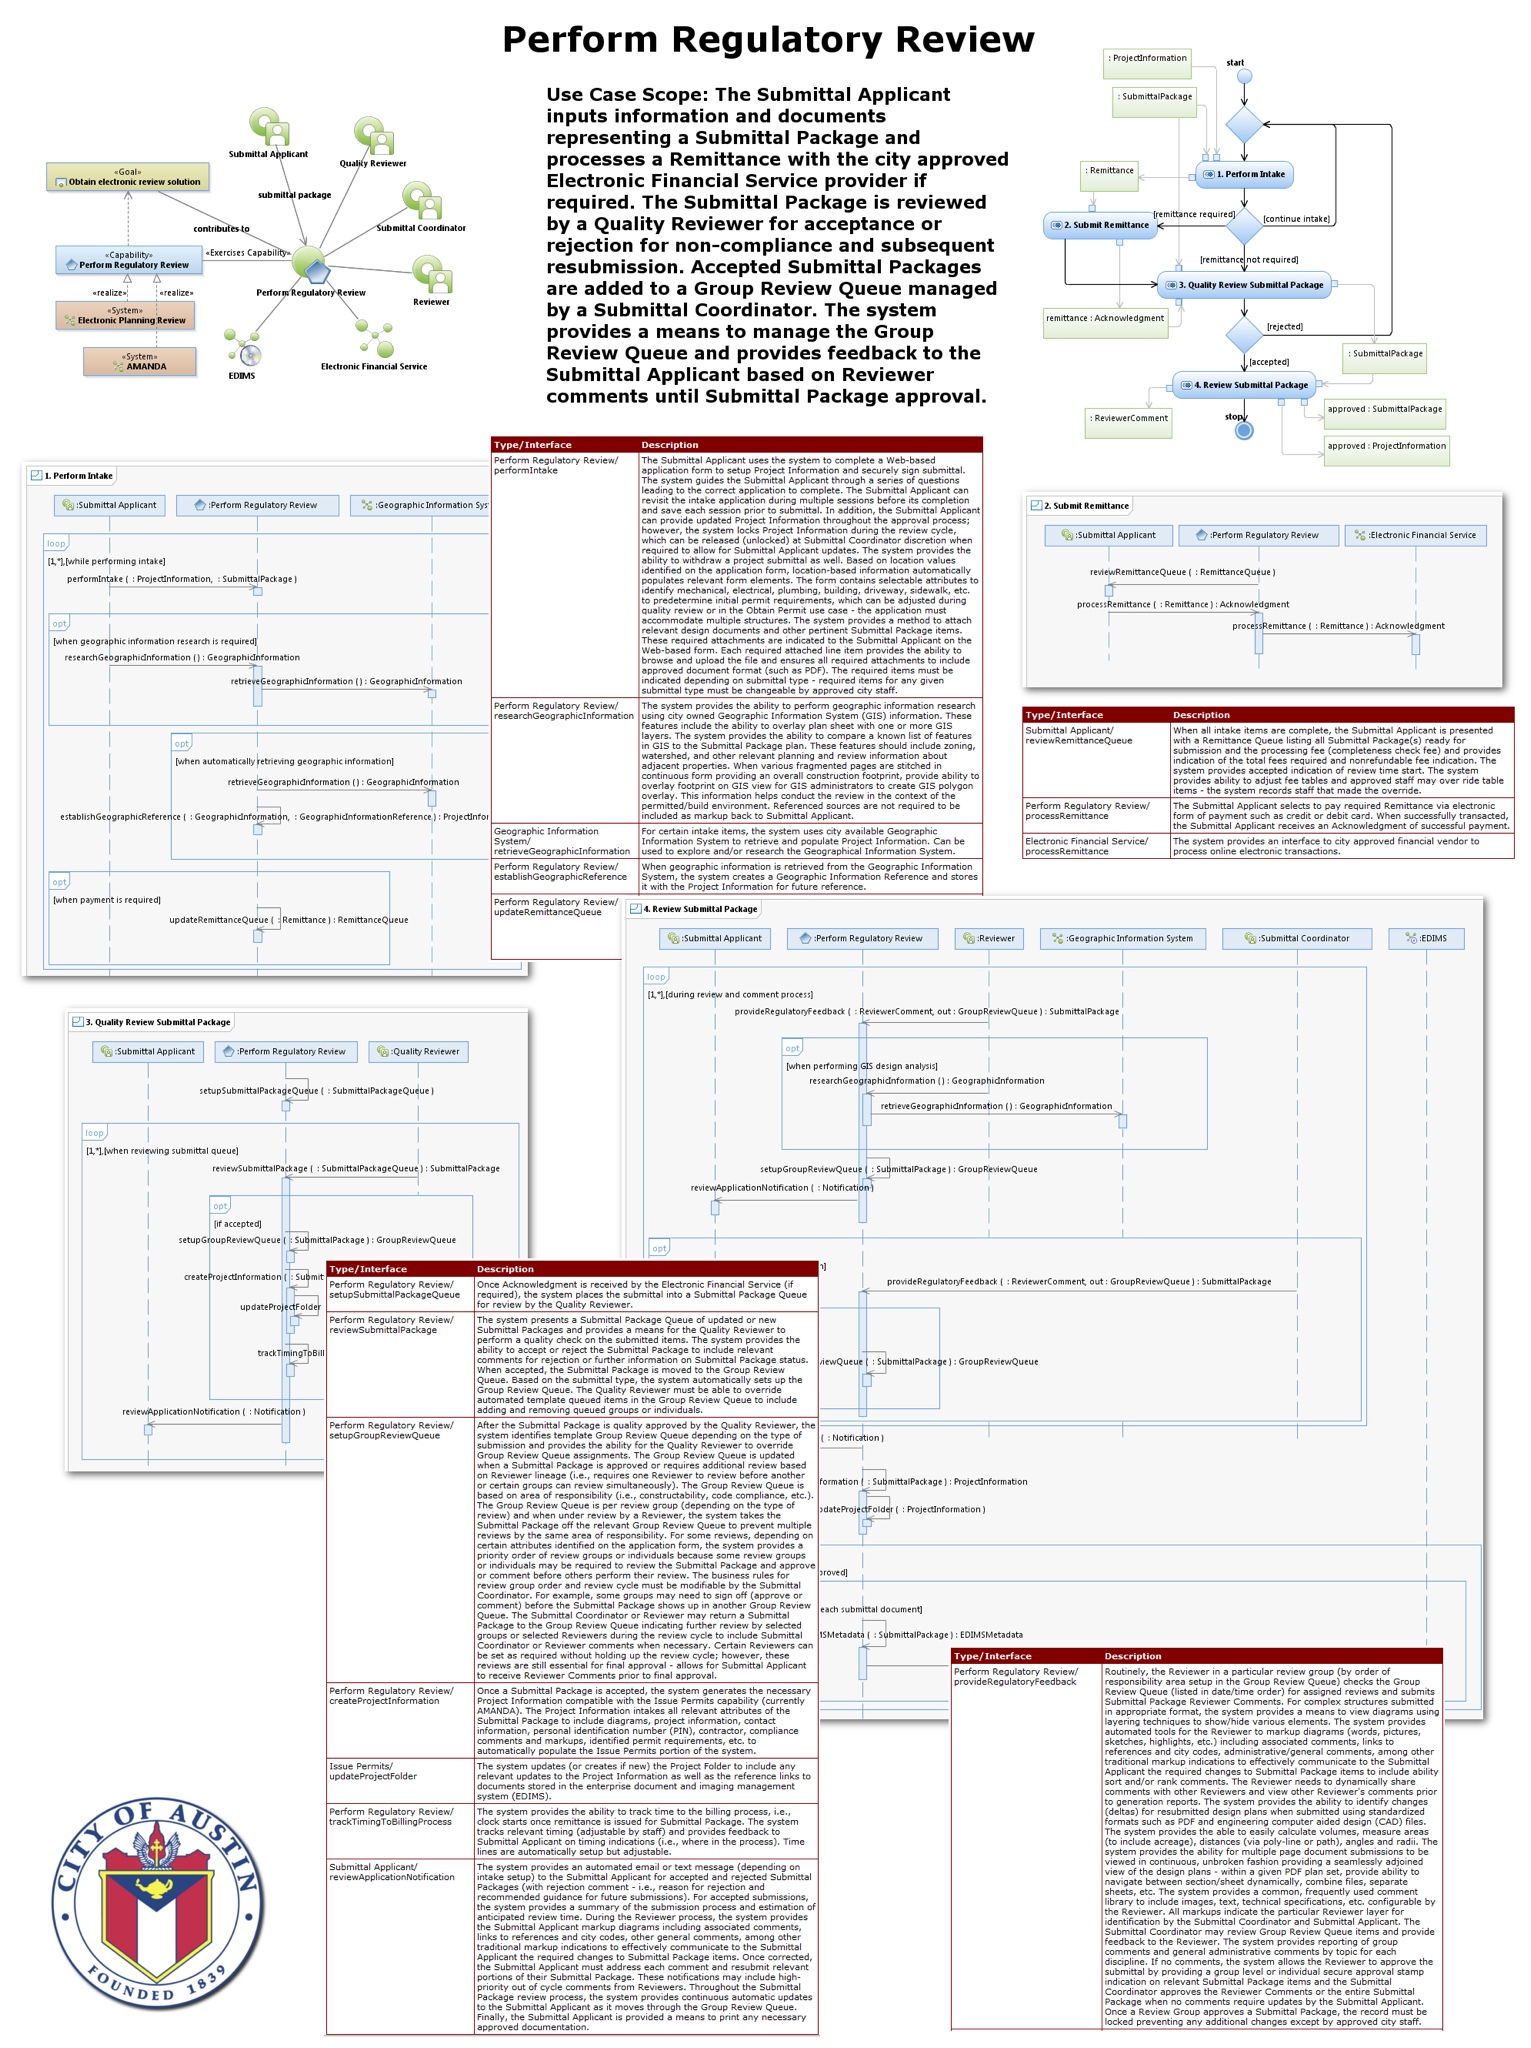 Perform Regulatory Review
Use Case Scope: The Submittal Applicant
inputs information and documents
representing a Submittal Package and
processes a Remittance with the city approved
Electronic Financial Service provider if
required. The Submittal Package is reviewed
by a Quality Reviewer for acceptance or
rejection for non-compliance and subsequent
resubmission. Accepted Submittal Packages
are added to a Group Review Queue managed
by a Submittal Coordinator. The system
provides a means to manage the Group
Review Queue and provides feedback to the
Submittal Applicant based on Reviewer
comments until Submittal Package approval.
Submittal Applicant
Quality Reviewer
«Goal»
Obtain electronic review solution
submittal package
Submittal Coordinator
contributes to
«Capability»
Perform Regulatory Review
«Exercises Capability»
Perform Regulatory Review
Reviewer
«realize»
«realize»
«System»
Electronic Planning Review
«System»
AMANDA
EDIMS
Electronic Financial Service
: ProjectInformation
start
: SubmittalPackage
: Remittance
1. Perform Intake
[remittance required]
[continue intake]
2. Submit Remittance
[remittance not required]
3. Quality Review Submittal Package
remittance : Acknowledgment
[rejected]
: SubmittalPackage
[accepted]
4. Review Submittal Package
: ReviewerComment
stop
approved : SubmittalPackage
approved : ProjectInformation
1. Perform Intake
:Submittal Applicant
:Perform Regulatory Review
:Geographic Information Sys
loop
[1,*],[while performing intake]
performIntake ( : ProjectInformation, : SubmittalPackage )
opt
[when geographic information research is required]
researchGeographicInformation ( ) : GeographicInformation
retrieveGeographicInformation ( ) : GeographicInformation
opt
[when automatically retrieving geographic information]
retrieveGeographicInformation ( ) : GeographicInformation
establishGeographicReference ( : GeographicInformation, : GeographicInformationReference ) : ProjectInfor
opt
[when payment is required]
updateRemittanceQueue ( : Remittance ) : RemittanceQueue
Type/Interface Description
Perform Regulatory Review/
performIntake
The Submittal Applicant uses the system to complete a Web-based
application form to setup Project Information and securely sign submittal.
The system guides the Submittal Applicant through a series of questions
leading to the correct application to complete. The Submittal Applicant can
revisit the intake application during multiple sessions before its completion
and save each session prior to submittal. In addition, the Submittal Applicant
can provide updated Project Information throughout the approval process;
however, the system locks Project Information during the review cycle,
which can be released (unlocked) at Submittal Coordinator discretion when
required to allow for Submittal Applicant updates. The system provides the
ability to withdraw a project submittal as well. Based on location values
identified on the application form, location-based information automatically
populates relevant form elements. The form contains selectable attributes to
identify mechanical, electrical, plumbing, building, driveway, sidewalk, etc.
to predetermine initial permit requirements, which can be adjusted during
quality review or in the Obtain Permit use case - the application must
accommodate multiple structures. The system provides a method to attach
relevant design documents and other pertinent Submittal Package items.
These required attachments are indicated to the Submittal Applicant on the
Web-based form. Each required attached line item provides the ability to
browse and upload the file and ensures all required attachments to include
approved document format (such as PDF). The required items must be
indicated depending on submittal type - required items for any given
submittal type must be changeable by approved city staff.
Perform Regulatory Review/
researchGeographicInformation
The system provides the ability to perform geographic information research
using city owned Geographic Information System (GIS) information. These
features include the ability to overlay plan sheet with one or more GIS
layers. The system provides the ability to compare a known list of features
in GIS to the Submittal Package plan. These features should include zoning,
watershed, and other relevant planning and review information about
adjacent properties. When various fragmented pages are stitched in
continuous form providing an overall construction footprint, provide ability to
overlay footprint on GIS view for GIS administrators to create GIS polygon
overlay. This information helps conduct the review in the context of the
permitted/build environment. Referenced sources are not required to be
included as markup back to Submittal Applicant.
Geographic Information
System/
retrieveGeographicInformation
For certain intake items, the system uses city available Geographic
Information System to retrieve and populate Project Information. Can be
used to explore and/or research the Geographical Information System.
Perform Regulatory Review/
establishGeographicReference
When geographic information is retrieved from the Geographic Information
System, the system creates a Geographic Information Reference and stores
it with the Project Information for future reference.
Perform Regulatory Review/
updateRemittanceQueue
2. Submit Remittance
:Submittal Applicant
:Perform Regulatory Review
:Electronic Financial Service
reviewRemittanceQueue ( : RemittanceQueue )
processRemittance ( : Remittance ) : Acknowledgment
processRemittance ( : Remittance ) : Acknowledgment
Type/Interface Description
Submittal Applicant/
reviewRemittanceQueue
When all intake items are complete, the Submittal Applicant is presented
with a Remittance Queue listing all Submittal Package(s) ready for
submission and the processing fee (completeness check fee) and provides
indication of the total fees required and nonrefundable fee indication. The
system provides accepted indication of review time start. The system
provides ability to adjust fee tables and approved staff may over ride table
items - the system records staff that made the override.
Perform Regulatory Review/
processRemittance
The Submittal Applicant selects to pay required Remittance via electronic
form of payment such as credit or debit card. When successfully transacted,
the Submittal Applicant receives an Acknowledgment of successful payment.
Electronic Financial Service/
processRemittance
The system provides an interface to city approved financial vendor to
process online electronic transactions.
3. Quality Review Submittal Package
:Submittal Applicant
:Perform Regulatory Review
:Quality Reviewer
setupSubmittalPackageQueue ( : SubmittalPackageQueue )
loop
[1,*],[when reviewing submittal queue]
reviewSubmittalPackage ( : SubmittalPackageQueue ) : SubmittalPackage
opt
[if accepted]
setupGroupReviewQueue ( : SubmittalPackage ) : GroupReviewQueue
createProjectInformation ( : Submit
updateProjectFolder
trackTimingToBill
reviewApplicationNotification ( : Notification )
4. Review Submittal Package
:Submittal Applicant
:Perform Regulatory Review
:Reviewer
:Geographic Information System
:Submittal Coordinator
:EDIMS
loop
[1,*],[during review and comment process]
provideRegulatoryFeedback ( : ReviewerComment, out : GroupReviewQueue ) : SubmittalPackage
opt
[when performing GIS design analysis]
researchGeographicInformation ( ) : GeographicInformation
retrieveGeographicInformation ( ) : GeographicInformation
setupGroupReviewQueue ( : SubmittalPackage ) : GroupReviewQueue
reviewApplicationNotification ( : Notification )
opt
provideRegulatoryFeedback ( : ReviewerComment, out : GroupReviewQueue ) : SubmittalPackage
iewQueue ( : SubmittalPackage ) : GroupReviewQueue
( : Notification )
formation ( : SubmittalPackage ) : ProjectInformation
pdateProjectFolder ( : ProjectInformation )
proved]
each submittal document]
MSMetadata ( : SubmittalPackage ) : EDIMSMetadata
Type/Interface Description
Perform Regulatory Review/
setupSubmittalPackageQueue
Once Acknowledgment is received by the Electronic Financial Service (if
required), the system places the submittal into a Submittal Package Queue
for review by the Quality Reviewer.
Perform Regulatory Review/
reviewSubmittalPackage
The system presents a Submittal Package Queue of updated or new
Submittal Packages and provides a means for the Quality Reviewer to
perform a quality check on the submitted items. The system provides the
ability to accept or reject the Submittal Package to include relevant
comments for rejection or further information on Submittal Package status.
When accepted, the Submittal Package is moved to the Group Review
Queue. Based on the submittal type, the system automatically sets up the
Group Review Queue. The Quality Reviewer must be able to override
automated template queued items in the Group Review Queue to include
adding and removing queued groups or individuals.
Perform Regulatory Review/
setupGroupReviewQueue
After the Submittal Package is quality approved by the Quality Reviewer, the
system identifies template Group Review Queue depending on the type of
submission and provides the ability for the Quality Reviewer to override
Group Review Queue assignments. The Group Review Queue is updated
when a Submittal Package is approved or requires additional review based
on Reviewer lineage (i.e., requires one Reviewer to review before another
or certain groups can review simultaneously). The Group Review Queue is
based on area of responsibility (i.e., constructability, code compliance, etc.).
The Group Review Queue is per review group (depending on the type of
review) and when under review by a Reviewer, the system takes the
Submittal Package off the relevant Group Review Queue to prevent multiple
reviews by the same area of responsibility. For some reviews, depending on
certain attributes identified on the application form, the system provides a
priority order of review groups or individuals because some review groups
or individuals may be required to review the Submittal Package and approve
or comment before others perform their review. The business rules for
review group order and review cycle must be modifiable by the Submittal
Coordinator. For example, some groups may need to sign off (approve or
comment) before the Submittal Package shows up in another Group Review
Queue. The Submittal Coordinator or Reviewer may return a Submittal
Package to the Group Review Queue indicating further review by selected
groups or selected Reviewers during the review cycle to include Submittal
Coordinator or Reviewer comments when necessary. Certain Reviewers can
be set as required without holding up the review cycle; however, these
reviews are still essential for final approval - allows for Submittal Applicant
to receive Reviewer Comments prior to final approval.
Perform Regulatory Review/
createProjectInformation
Once a Submittal Package is accepted, the system generates the necessary
Project Information compatible with the Issue Permits capability (currently
AMANDA). The Project Information intakes all relevant attributes of the
Submittal Package to include diagrams, project information, contact
information, personal identification number (PIN), contractor, compliance
comments and markups, identified permit requirements, etc. to
automatically populate the Issue Permits portion of the system.
Issue Permits/
updateProjectFolder
The system updates (or creates if new) the Project Folder to include any
relevant updates to the Project Information as well as the reference links to
documents stored in the enterprise document and imaging management
system (EDIMS).
Perform Regulatory Review/
trackTimingToBillingProcess
The system provides the ability to track time to the billing process, i.e.,
clock starts once remittance is issued for Submittal Package. The system
tracks relevant timing (adjustable by staff) and provides feedback to
Submittal Applicant on timing indications (i.e., where in the process). Time
lines are automatically setup but adjustable.
Submittal Applicant/
reviewApplicationNotification
The system provides an automated email or text message (depending on
intake setup) to the Submittal Applicant for accepted and rejected Submittal
Packages (with rejection comment - i.e., reason for rejection and
recommended guidance for future submissions). For accepted submissions,
the system provides a summary of the submission process and estimation of
anticipated review time. During the Reviewer process, the system provides
the Submittal Applicant markup diagrams including associated comments,
links to references and city codes, other general comments, among other
traditional markup indications to effectively communicate to the Submittal
Applicant the required changes to Submittal Package items. Once corrected,
the Submittal Applicant must address each comment and resubmit relevant
portions of their Submittal Package. These notifications may include high-
priority out of cycle comments from Reviewers. Throughout the Submittal
Package review process, the system provides continuous automatic updates
to the Submittal Applicant as it moves through the Group Review Queue.
Finally, the Submittal Applicant is provided a means to print any necessary
approved documentation.
Type/Interface Description
Perform Regulatory Review/
provideRegulatoryFeedback
Routinely, the Reviewer in a particular review group (by order of
responsibility area setup in the Group Review Queue) checks the Group
Review Queue (listed in date/time order) for assigned reviews and submits
Submittal Package Reviewer Comments. For complex structures submitted
in appropriate format, the system provides a means to view diagrams using
layering techniques to show/hide various elements. The system provides
automated tools for the Reviewer to markup diagrams (words, pictures,
sketches, highlights, etc.) including associated comments, links to
references and city codes, administrative/general comments, among other
traditional markup indications to effectively communicate to the Submittal
Applicant the required changes to Submittal Package items to include ability
sort and/or rank comments. The Reviewer needs to dynamically share
comments with other Reviewers and view other Reviewer's comments prior
to generation reports. The system provides the ability to identify changes
(deltas) for resubmitted design plans when submitted using standardized
formats such as PDF and engineering computer aided design (CAD) files.
The system provides the able to easily calculate volumes, measure areas
(to include acreage), distances (via poly-line or path), angles and radii. The
system provides the ability for multiple page document submissions to be
viewed in continuous, unbroken fashion providing a seamlessly adjoined
view of the design plans - within a given PDF plan set, provide ability to
navigate between section/sheet dynamically, combine files, separate
sheets, etc. The system provides a common, frequently used comment
library to include images, text, technical specifications, etc. configurable by
the Reviewer. All markups indicate the particular Reviewer layer for
identification by the Submittal Coordinator and Submittal Applicant. The
Submittal Coordinator may review Group Review Queue items and provide
feedback to the Reviewer. The system provides reporting of group
comments and general administrative comments by topic for each
discipline. If no comments, the system allows the Reviewer to approve the
submittal by providing a group level or individual secure approval stamp
indication on relevant Submittal Package items and the Submittal
Coordinator approves the Reviewer Comments or the entire Submittal
Package when no comments require updates by the Submittal Applicant.
Once a Review Group approves a Submittal Package, the record must be
locked preventing any additional changes except by approved city staff.
CITY OF AUSTIN
FOUNDED 1839